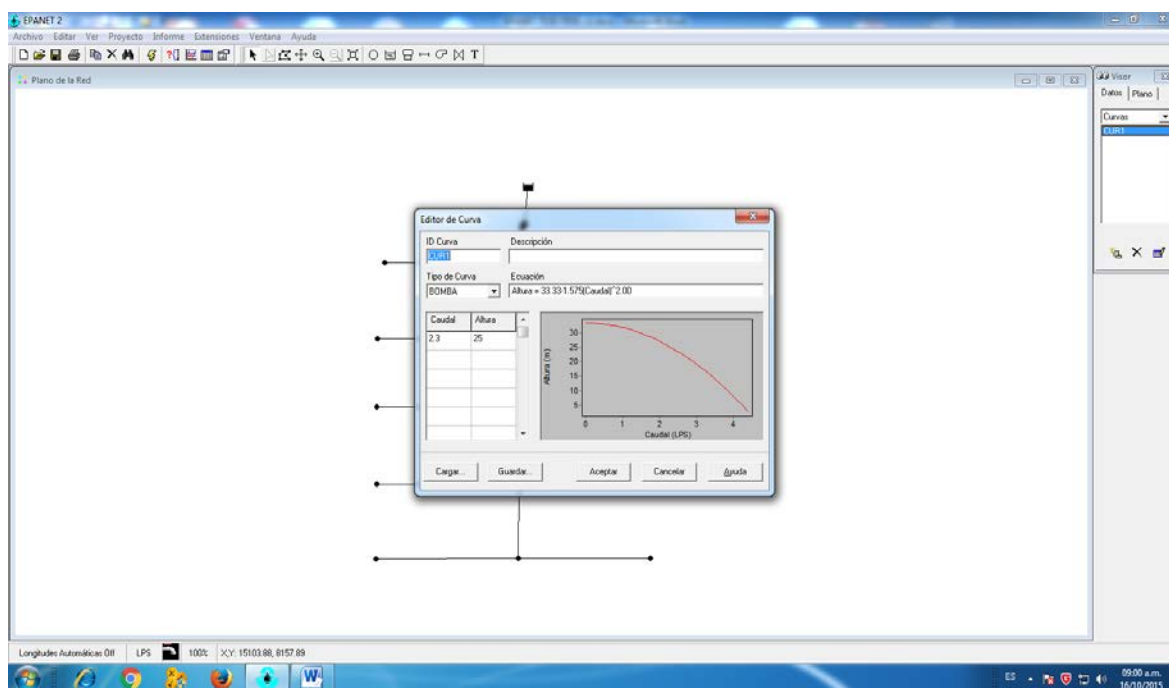 EPANET 2
Archivo Editar Ver Proyecto Informe Extensiones Ventana Ayuda
T
Plano de la Red
Visor
Datos Plano
Curvas
CUR1
Editor de Curva
ID Curva Descripción
CUR1
Tipo de Curva Ecuación
BOMBA Altura = 33.33-1.575(Caudal)^2.00
Caudal Altura
2.3 25
Altura (m)
30
25
20
15
10
5
0 1 2 3 4
Caudal (LPS)
Cargar... Guardar... Aceptar Cancelar Ayuda
Longitudes Automáticas Off LPS 100% X,Y: 15103.88, 8157.89
W
ES 09:00 a.m.
16/10/2015